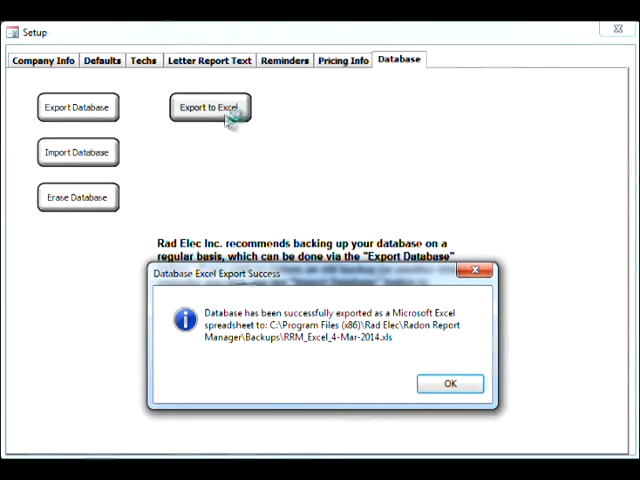 Setup
Company Info Defaults Techs Letter Report Text Reminders Pricing Info Database
Export Database Export to Excel
Import Database
Erase Database
Rad Elec Inc. recommends backing up your database on a
regular basis, which can be done via the "Export Database"
Database Excel Export Success
Database has been successfully exported as a Microsoft Excel
spreadsheet to: C:\Program Files (x86)\Rad Elec\Radon Report
Manager\Backups\RRM_Excel_4-Mar-2014.xls
OK